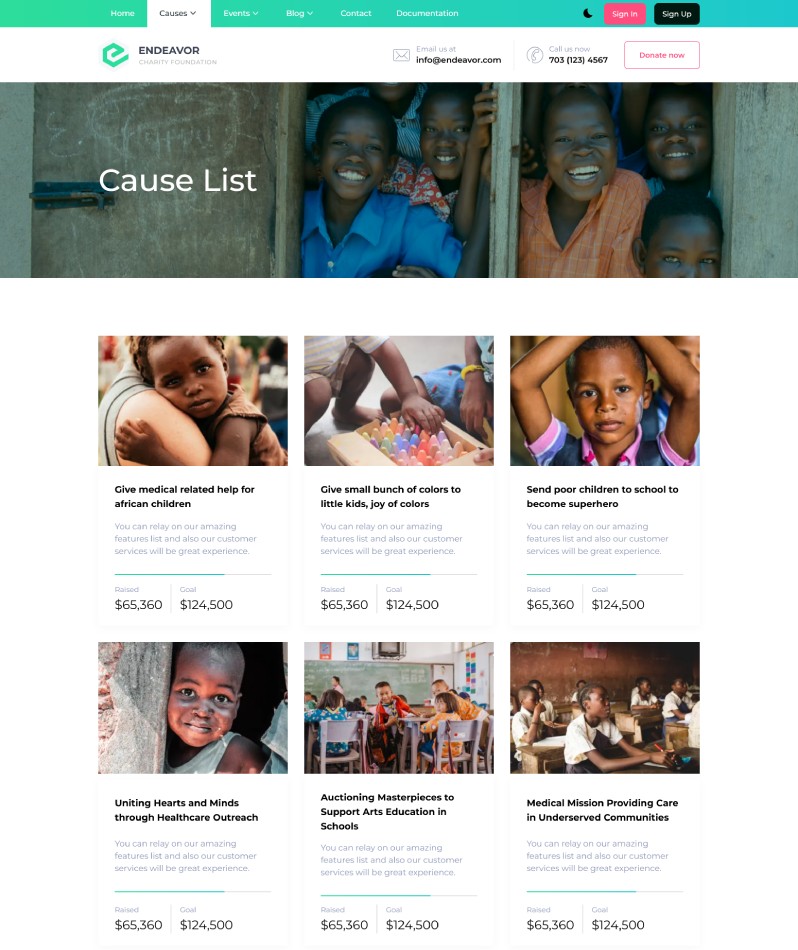 Home Causes Events Blog Contact Documentation Sign In Sign Up
ENDEAVOR
CHARITY FOUNDATION
Email us at
info@endeavor.com
Call us now
703 (123) 4567
Donate now
Cause List
Give medical related help for
african children
You can relay on our amazing
features list and also our customer
services will be great experience.
Raised
$65,360
Goal
$124,500
Give small bunch of colors to
little kids, joy of colors
You can relay on our amazing
features list and also our customer
services will be great experience.
Raised
$65,360
Goal
$124,500
Send poor children to school to
become superhero
You can relay on our amazing
features list and also our customer
services will be great experience.
Raised
$65,360
Goal
$124,500
Uniting Hearts and Minds
through Healthcare Outreach
You can relay on our amazing
features list and also our customer
services will be great experience.
Raised
$65,360
Goal
$124,500
Auctioning Masterpieces to
Support Arts Education in
Schools
You can relay on our amazing
features list and also our customer
services will be great experience.
Raised
$65,360
Goal
$124,500
Medical Mission Providing Care
in Underserved Communities
You can relay on our amazing
features list and also our customer
services will be great experience.
Raised
$65,360
Goal
$124,500